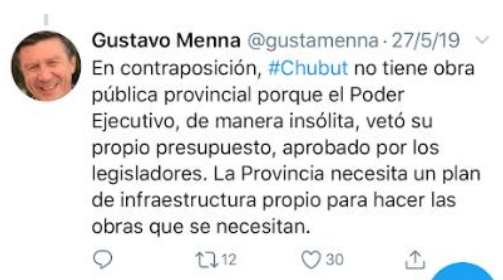 Gustavo Menna @gustamenna · 27/5/19
En contraposición, #Chubut no tiene obra
pública provincial porque el Poder
Ejecutivo, de manera insólita, vetó su
propio presupuesto, aprobado por los
legisladores. La Provincia necesita un plan
de infraestructura propio para hacer las
obras que se necesitan.
12 30